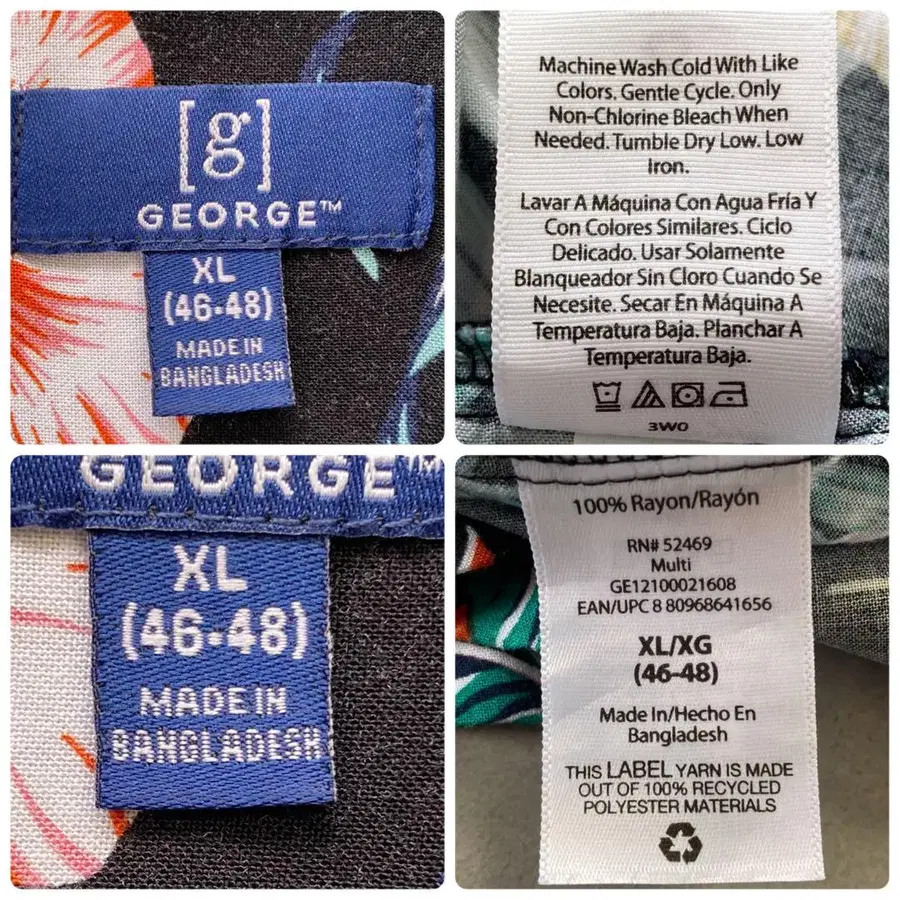 [g]
GEORGE™
XL
(46-48)
MADE IN
BANGLADESH
Machine Wash Cold With Like
Colors. Gentle Cycle. Only
Non-Chlorine Bleach When
Needed. Tumble Dry Low. Low
Iron.
Lavar A Máquina Con Agua Fría Y
Con Colores Similares. Ciclo
Delicado. Usar Solamente
Blanqueador Sin Cloro Cuando Se
Necesite. Secar En Máquina A
Temperatura Baja. Planchar A
Temperatura Baja.
3WO
GEORGE™
XL
(46-48)
MADE IN
BANGLADESH
100% Rayon/Rayón
RN# 52469
Multi
GE12100021608
EAN/UPC 8 80968641656
XL/XG
(46-48)
Made In/Hecho En
Bangladesh
THIS LABEL YARN IS MADE
OUT OF 100% RECYCLED
POLYESTER MATERIALS